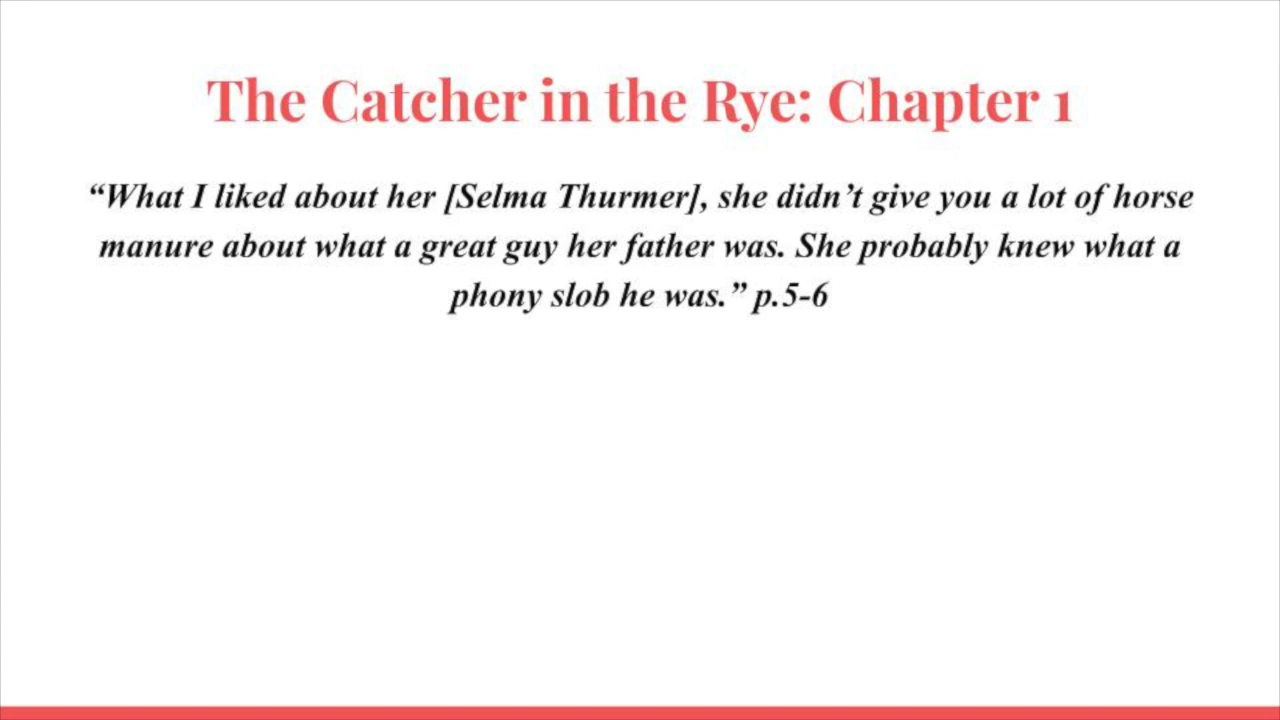 The Catcher in the Rye: Chapter 1
“What I liked about her [Selma Thurmer], she didn’t give you a lot of horse
manure about what a great guy her father was. She probably knew what a
phony slob he was.” p.5-6